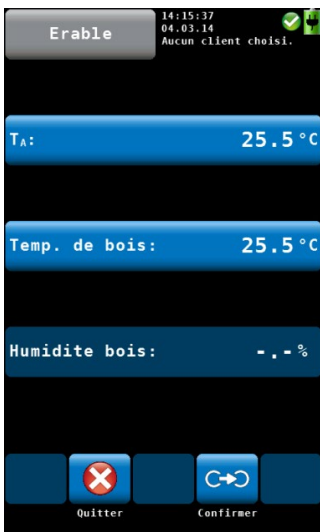 Erable
14:15:37
04.03.14
Aucun client choisi.
TA: 25.5 °C
Temp. de bois: 25.5 °C
Humidite bois: -.- %
Quitter Confirmer